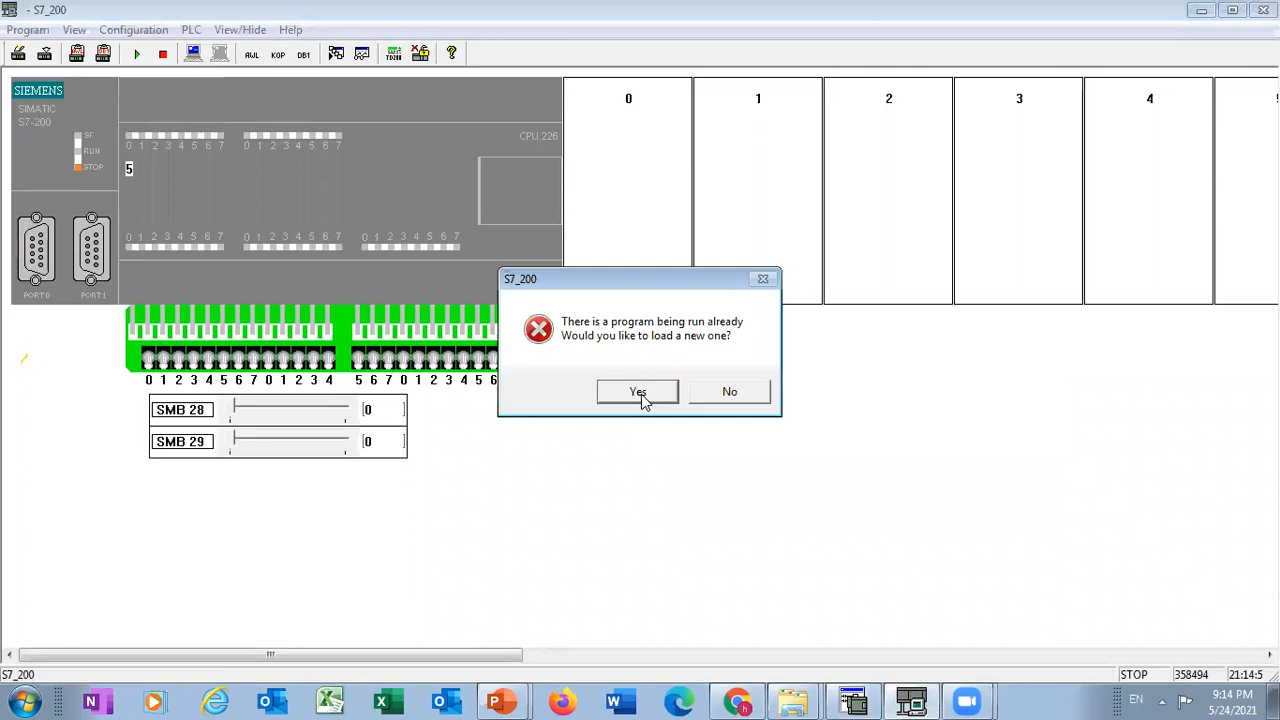 - S7_200
Program View Configuration PLC View/Hide Help
AWL KOP DB1
SIEMENS
SIMATIC
S7-200
SF
RUN
STOP
0 1 2 3 4 5 6 7 0 1 2 3 4 5 6 7
CPU 226
5
0 1 2 3 4 5 6 7 0 1 2 3 4 5 6 7 0 1 2 3 4 5 6 7
PORT0 PORT1
0 1 2 3 4
S7_200
There is a program being run already
Would you like to load a new one?
Yes No
0 1 2 3 4 5 6 7 0 1 2 3 4 5 6 7 0 1 2 3 4 5 6
SMB 28 [0 ]
SMB 29 [0 ]
S7_200 STOP 358494 21:14:5
EN
9:14 PM
5/24/2021